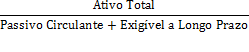 Ativo Total
Passivo Circulante + Exigível a Longo Prazo